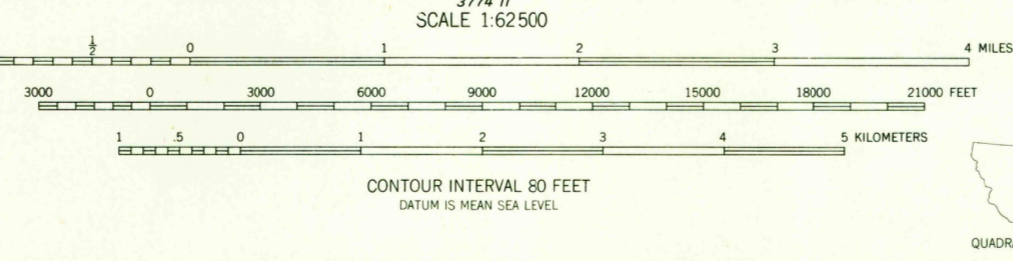 SCALE 1:62500
½ 0 1 2 3 4 MILES
3000 0 3000 6000 9000 12000 15000 18000 21000 FEET
1 .5 0 1 2 3 4 5 KILOMETERS
CONTOUR INTERVAL 80 FEET
DATUM IS MEAN SEA LEVEL